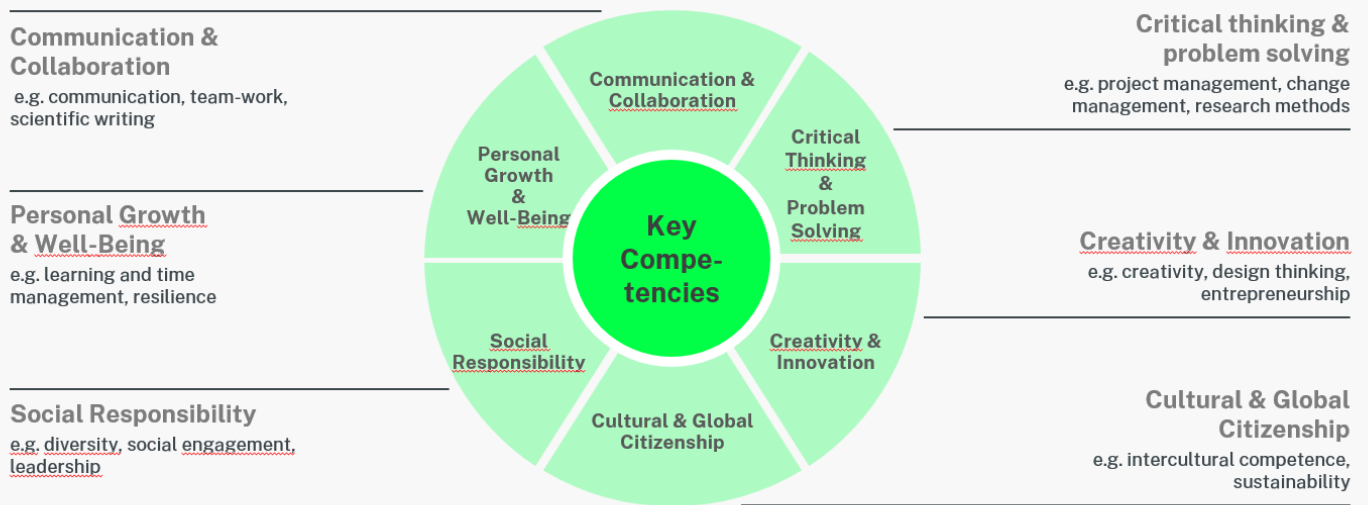 Communication &
Collaboration
e.g. communication, team-work,
scientific writing
Personal Growth
& Well-Being
e.g. learning and time
management, resilience
Social Responsibility
e.g. diversity, social engagement,
leadership
Communication &
Collaboration
Personal
Growth
&
Well-Being
Critical
Thinking
&
Problem
Solving
Key
Compe-
tencies
Social
Responsibility
Creativity &
Innovation
Cultural & Global
Citizenship
Critical thinking &
problem solving
e.g. project management, change
management, research methods
Creativity & Innovation
e.g. creativity, design thinking,
entrepreneurship
Cultural & Global
Citizenship
e.g. intercultural competence,
sustainability